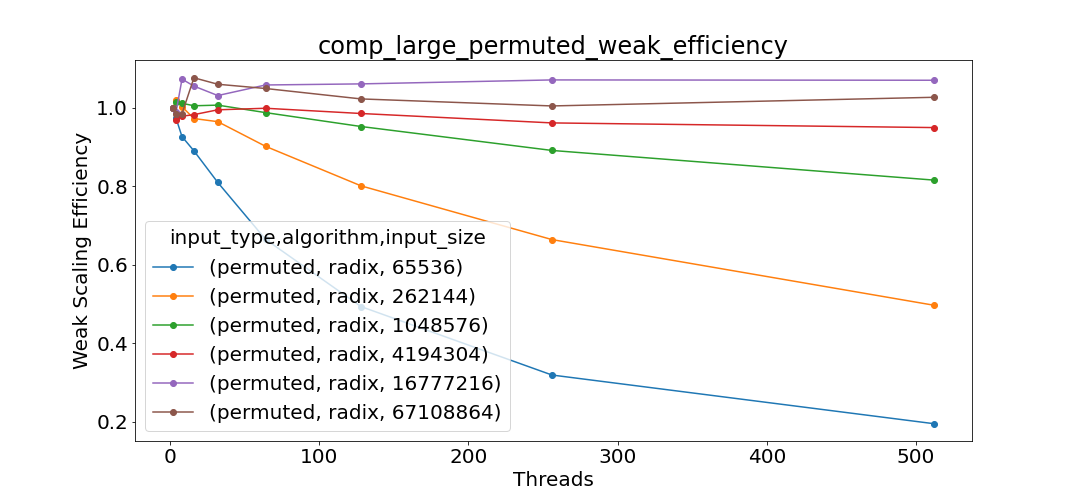 comp_large_permuted_weak_efficiency
Weak Scaling Efficiency
1.0
0.8
0.6
0.4
0.2
input_type,algorithm,input_size
(permuted, radix, 65536)
(permuted, radix, 262144)
(permuted, radix, 1048576)
(permuted, radix, 4194304)
(permuted, radix, 16777216)
(permuted, radix, 67108864)
0 100 200 300 400 500
Threads